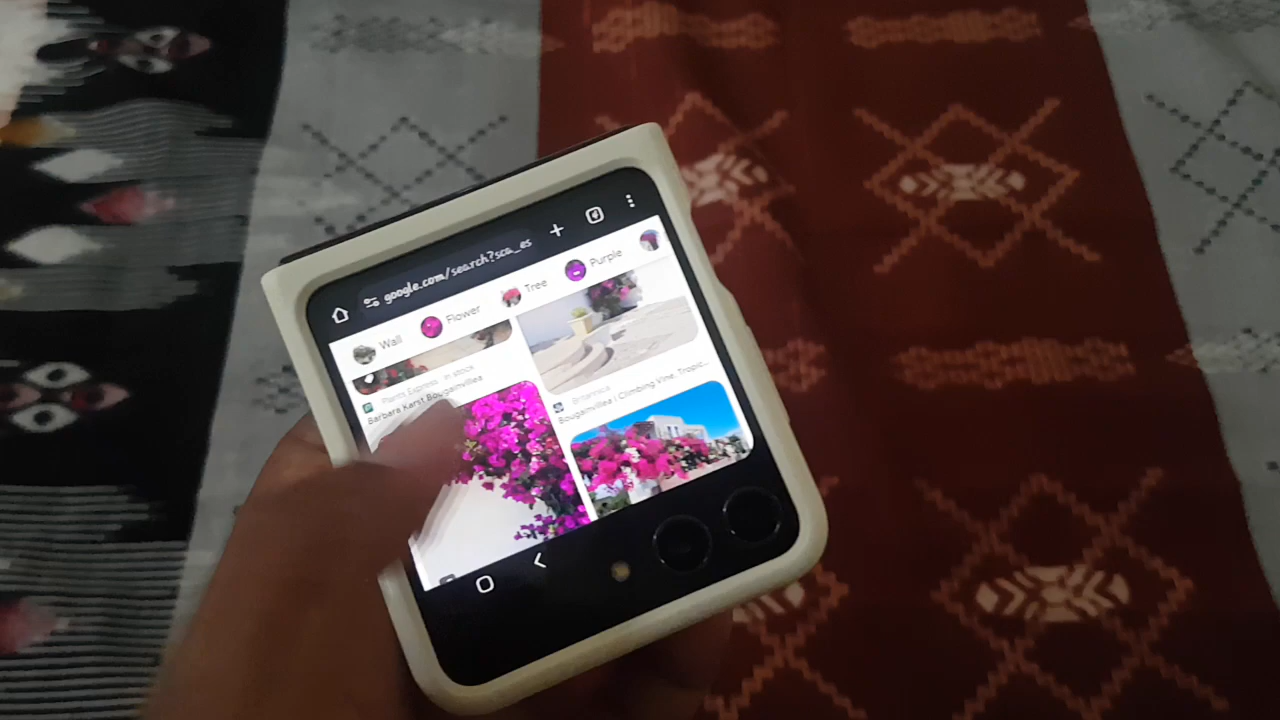 google.com/search?sca_es
Wall
Flower
Tree
Purple
Plants Express · In stock
Barbara Karst Bougainvillea
Britannica
Bougainvillea | Climbing Vine, Tropic...